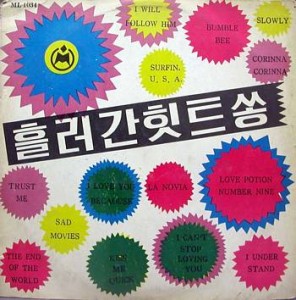 ML-1034
I WILL
FOLLOW HIM
BUMBLE
BEE
SLOWLY
CORINNA
CORINNA
SURFIN.
U, S, A.
흘러간힛트쏭
TRUST
ME
I LOVE YOU
BECAUSE
LA NOVIA
LOVE POTION
NUMBER NINE
SAD
MOVIES
THE END
OF THE
WORLD
KISS
ME
QUICK
I CAN'T
STOP
LOVING
YOU
I UNDER
STAND